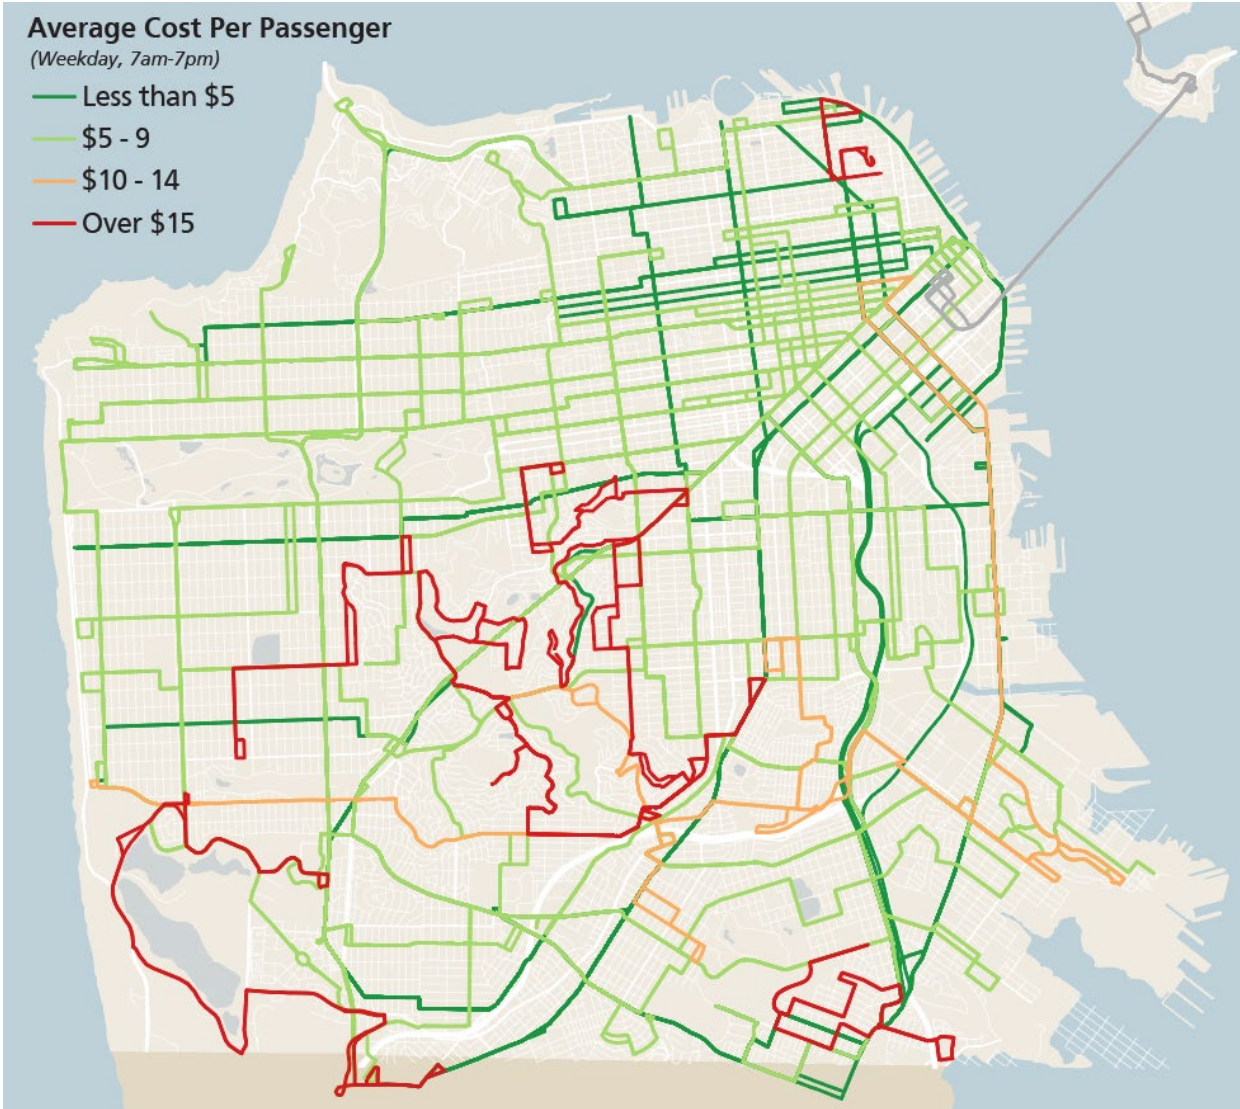 Average Cost Per Passenger
(Weekday, 7am-7pm)
Less than $5
$5 - 9
$10 - 14
Over $15